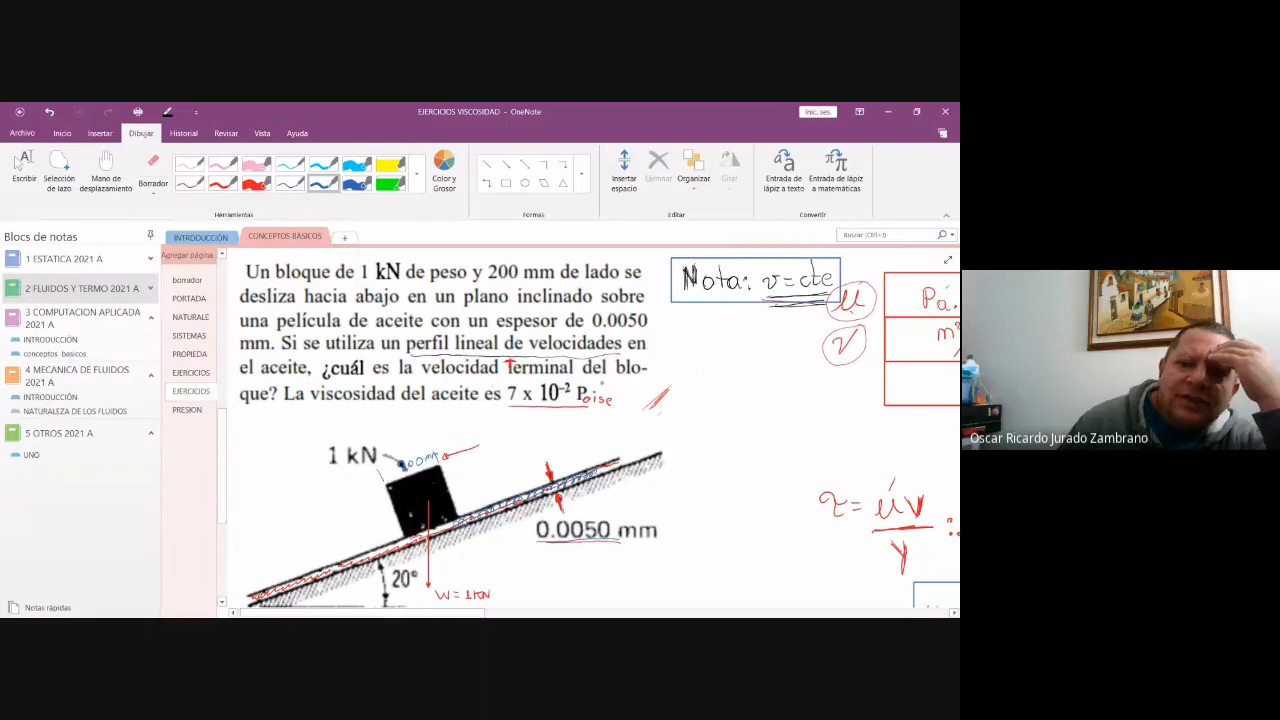 EJERCICIOS VISCOSIDAD - OneNote
Inic. ses.
Archivo Inicio Insertar Dibujar Historial Revisar Vista Ayuda
Escribir
Selección de lazo
Mano de desplazamiento
Borrador
Color y Grosor
Insertar espacio
Eliminar
Organizar
Girar
Entrada de lápiz a texto
Entrada de lápiz a matemáticas
Herramientas
Formas
Editar
Convertir
Blocs de notas
INTRODUCCIÓN
CONCEPTOS BÁSICOS
+
Buscar (Ctrl+J)
1 ESTATICA 2021 A
2 FLUIDOS Y TERMO 2021 A
3 COMPUTACION APLICADA 2021 A
INTRODUCCIÓN
conceptos basicos
4 MECANICA DE FLUIDOS 2021 A
INTRODUCCIÓN
NATURALEZA DE LOS FLUIDOS
5 OTROS 2021 A
UNO
Notas rápidas
Agregar página
borrador
PORTADA
NATURALE
SISTEMAS
PROPIEDA
EJERCICIOS
EJERCICIOS
PRESION
Un bloque de 1 kN de peso y 200 mm de lado se
desliza hacia abajo en un plano inclinado sobre
una película de aceite con un espesor de 0.0050
mm. Si se utiliza un perfil lineal de velocidades en
el aceite, ¿cuál es la velocidad terminal del blo-
que? La viscosidad del aceite es 7 x 10⁻² Poise
Nota: v=cte
μ
Pa.
ν
m²
1 kN
0.0050 mm
20°
W = 1 KN
τ = μ v
y
Oscar Ricardo Jurado Zambrano